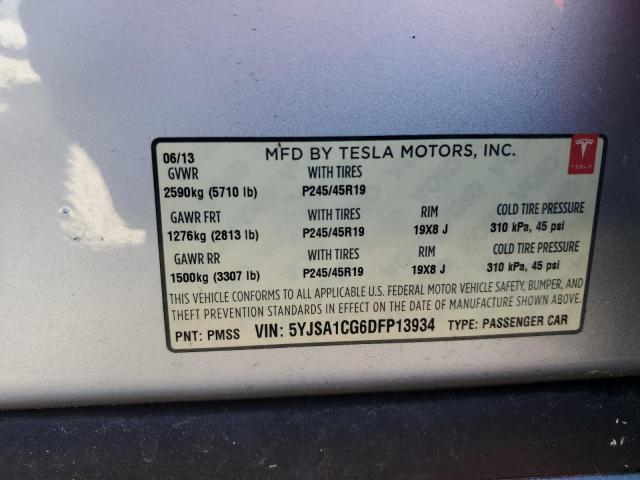 06/13 MFD BY TESLA MOTORS, INC.
GVWR WITH TIRES
TESLA
2590kg (5710 lb) P245/45R19
GAWR FRT WITH TIRES RIM COLD TIRE PRESSURE
1276kg (2813 lb) P245/45R19 19X8 J 310 kPa, 45 psi
GAWR RR WITH TIRES RIM COLD TIRE PRESSURE
1500kg (3307 lb) P245/45R19 19X8 J 310 kPa, 45 psi
THIS VEHICLE CONFORMS TO ALL APPLICABLE U.S. FEDERAL MOTOR VEHICLE SAFETY, BUMPER, AND
THEFT PREVENTION STANDARDS IN EFFECT ON THE DATE OF MANUFACTURE SHOWN ABOVE.
PNT: PMSS VIN: 5YJSA1CG6DFP13934 TYPE: PASSENGER CAR